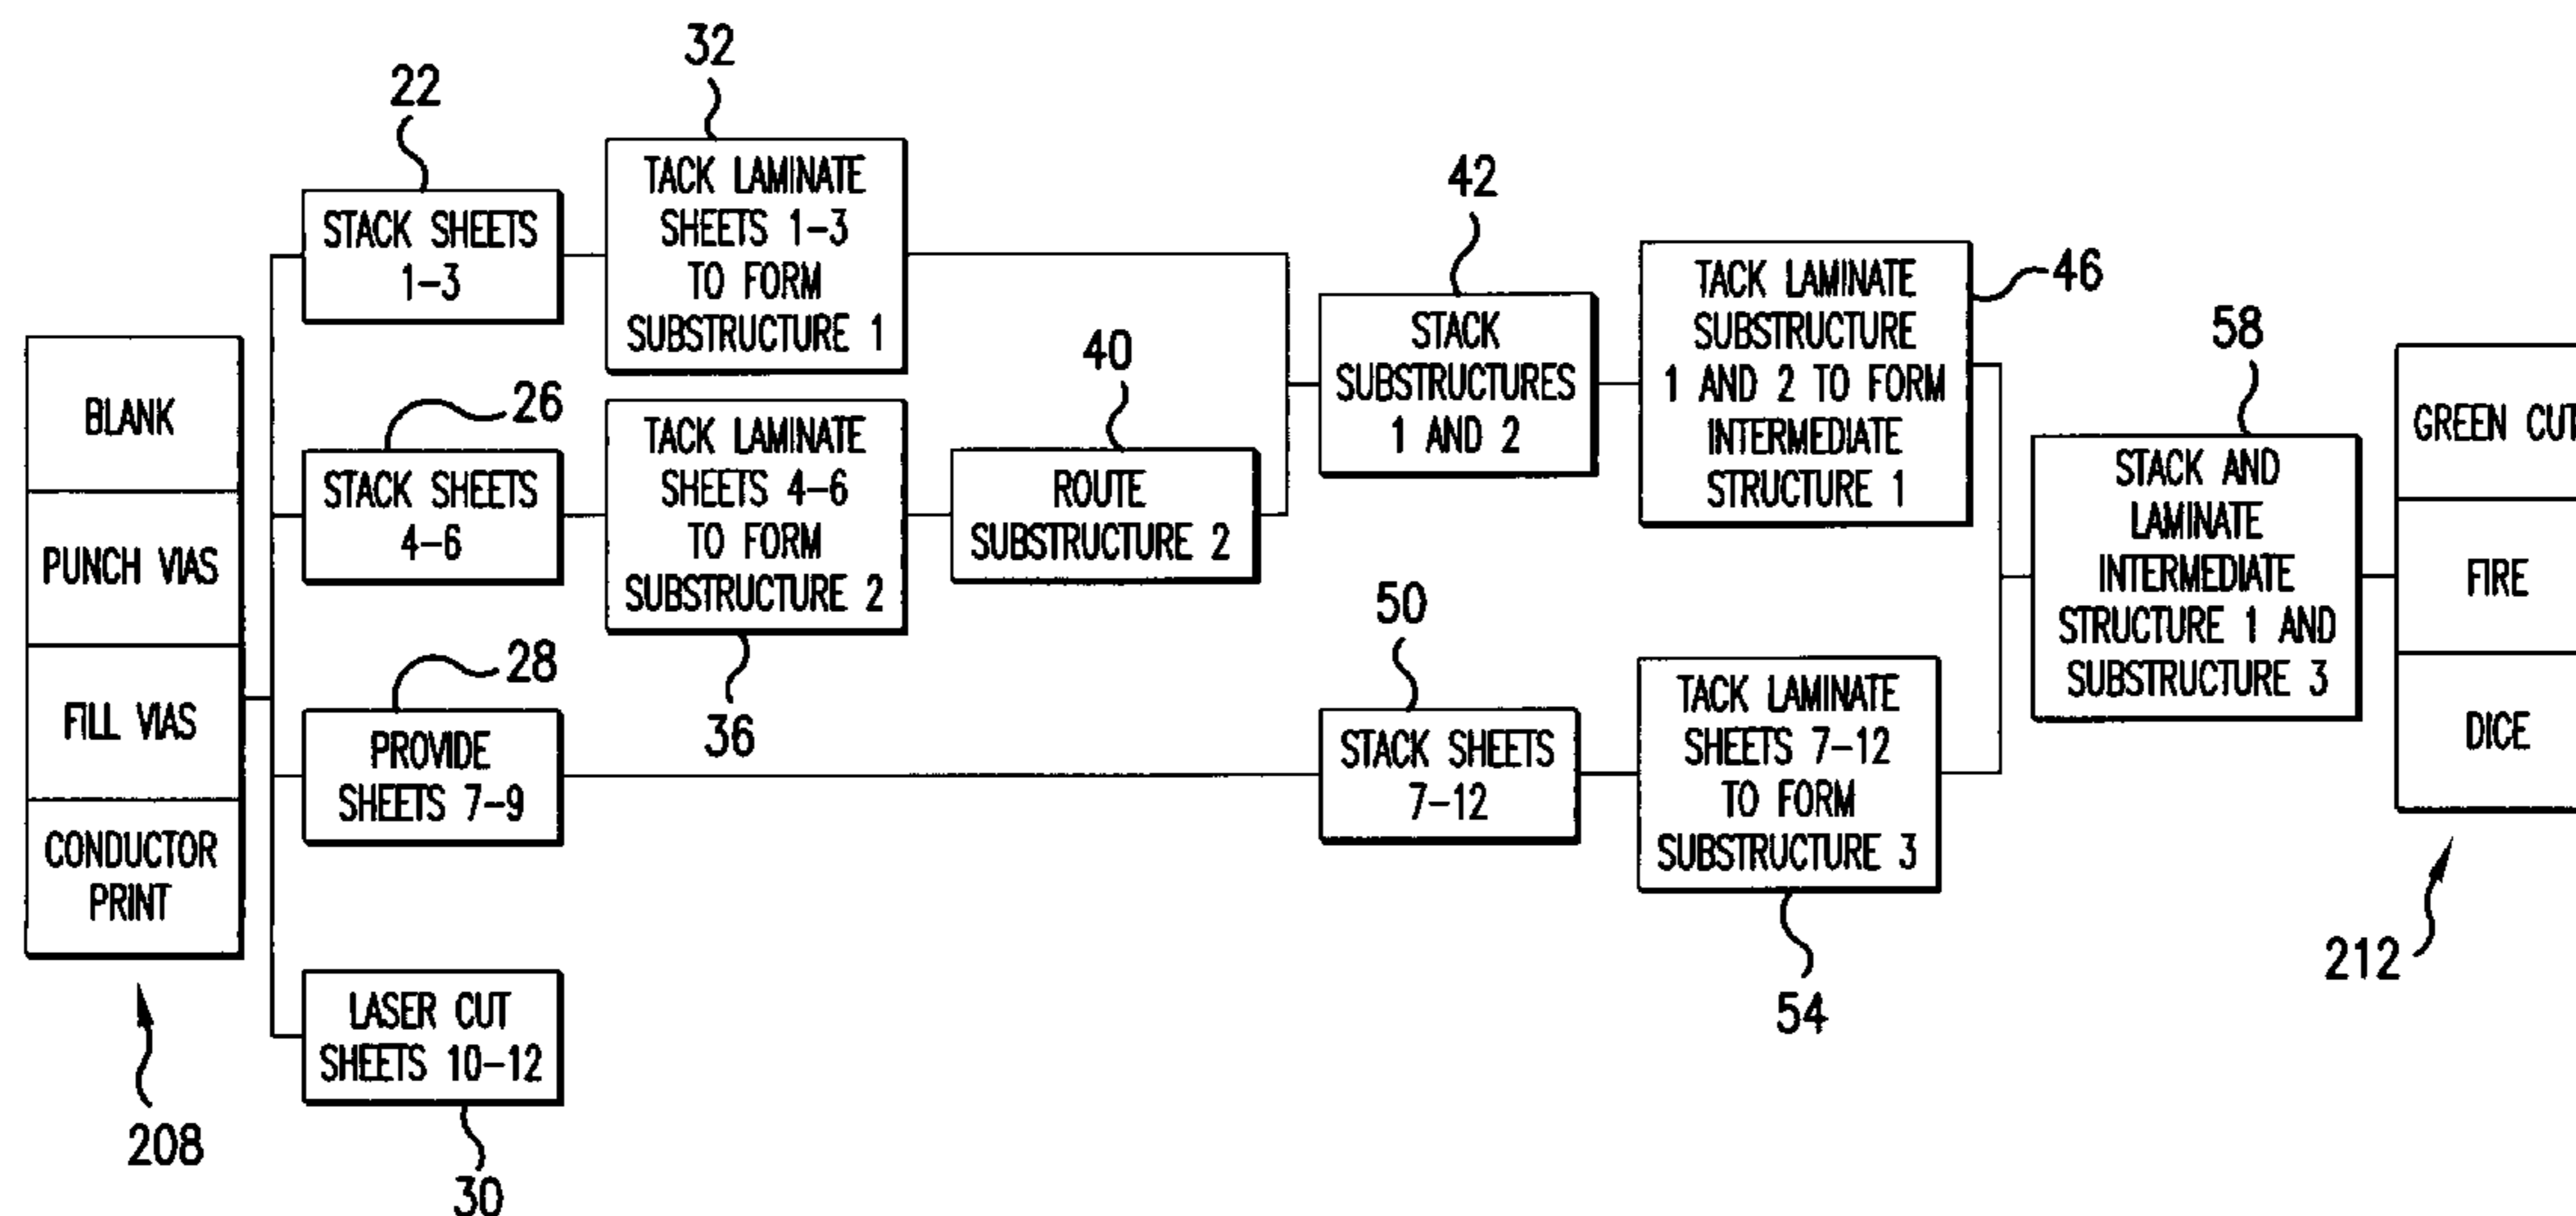 32
22
TACK LAMINATE
SHEETS 1-3
TO FORM
SUBSTRUCTURE 1
STACK SHEETS
1-3
42
STACK
SUBSTRUCTURES
1 AND 2
TACK LAMINATE
SUBSTRUCTURE
1 AND 2 TO FORM
INTERMEDIATE
STRUCTURE 1
46
58
STACK AND
LAMINATE
INTERMEDIATE
STRUCTURE 1 AND
SUBSTRUCTURE 3
GREEN CUT
FIRE
DICE
212
BLANK
PUNCH VIAS
FILL VIAS
CONDUCTOR
PRINT
208
26
STACK SHEETS
4-6
TACK LAMINATE
SHEETS 4-6
TO FORM
SUBSTRUCTURE 2
36
40
ROUTE
SUBSTRUCTURE 2
28
PROVIDE
SHEETS 7-9
50
STACK SHEETS
7-12
TACK LAMINATE
SHEETS 7-12
TO FORM
SUBSTRUCTURE 3
54
LASER CUT
SHEETS 10-12
30